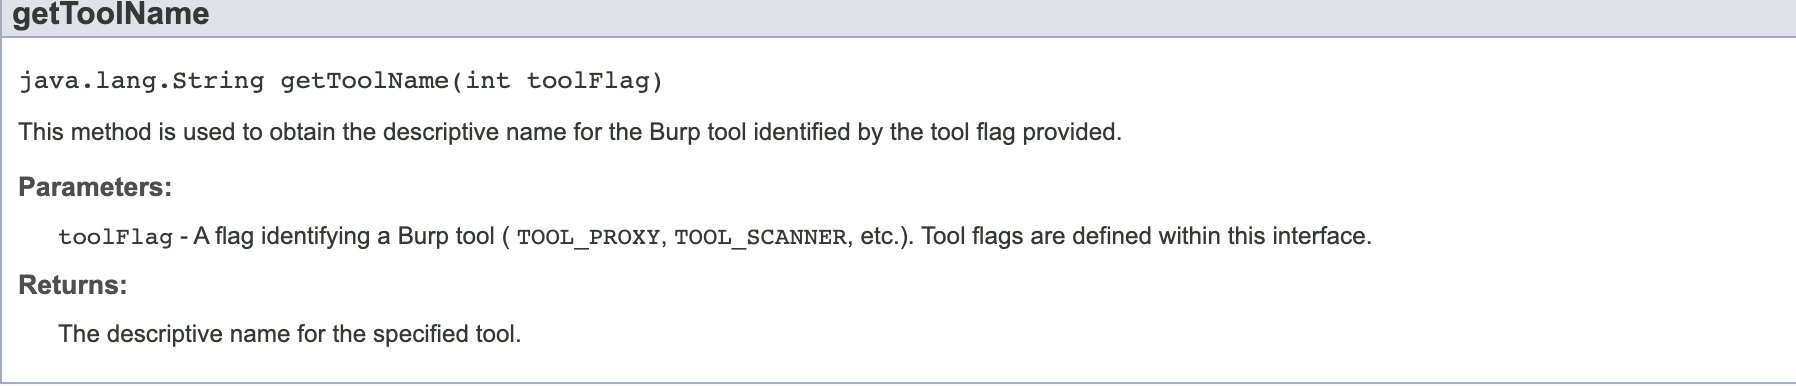 getToolName
java.lang.String getToolName(int toolFlag)
This method is used to obtain the descriptive name for the Burp tool identified by the tool flag provided.
Parameters:
toolFlag - A flag identifying a Burp tool ( TOOL_PROXY, TOOL_SCANNER, etc.). Tool flags are defined within this interface.
Returns:
The descriptive name for the specified tool.